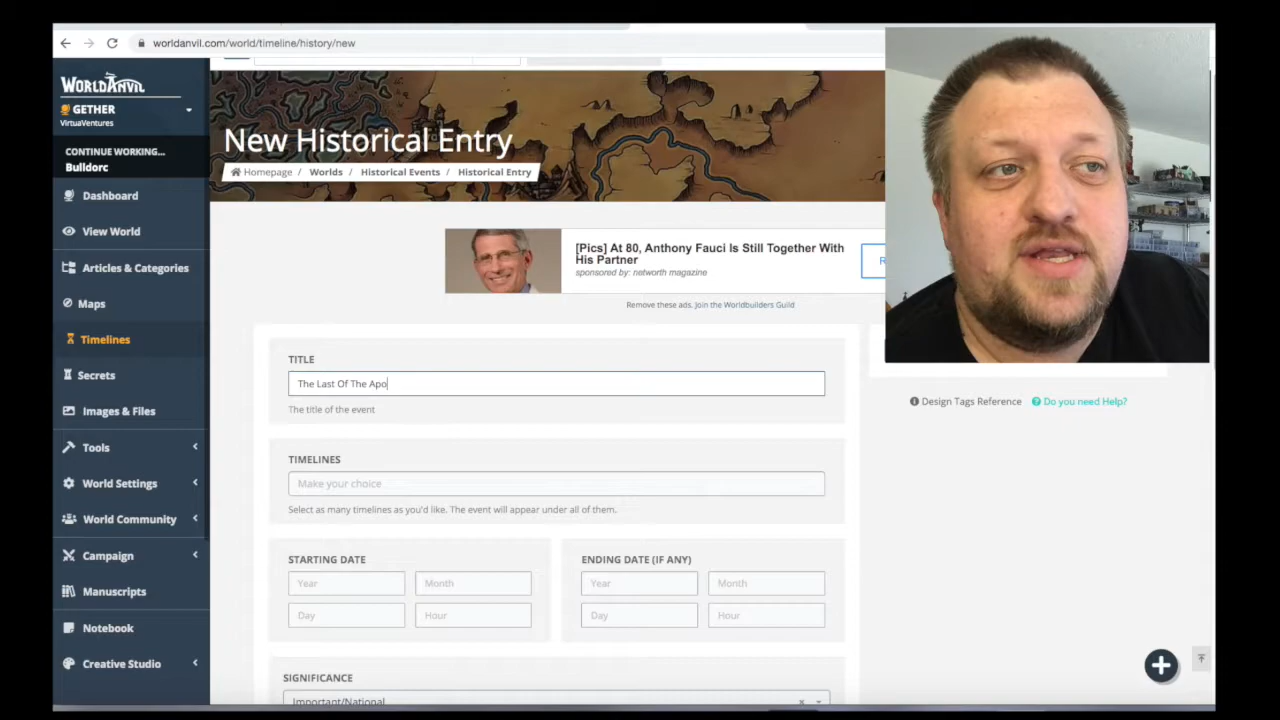 worldanvil.com/world/timeline/history/new
WORLDANVIL
GETHER
VirtuaVentures
CONTINUE WORKING...
Bulldorc
Dashboard
View World
Articles & Categories
Maps
Timelines
Secrets
Images & Files
Tools
World Settings
World Community
Campaign
Manuscripts
Notebook
Creative Studio
New Historical Entry
Homepage / Worlds / Historical Events / Historical Entry
[Pics] At 80, Anthony Fauci Is Still Together With
His Partner
sponsored by: networth magazine
R
Remove these ads. Join the Worldbuilders Guild
TITLE
The Last Of The Apo
The title of the event
TIMELINES
Make your choice
Select as many timelines as you'd like. The event will appear under all of them.
STARTING DATE
Year Month
Day Hour
ENDING DATE (IF ANY)
Year Month
Day Hour
SIGNIFICANCE
Important/National
Design Tags Reference Do you need Help?